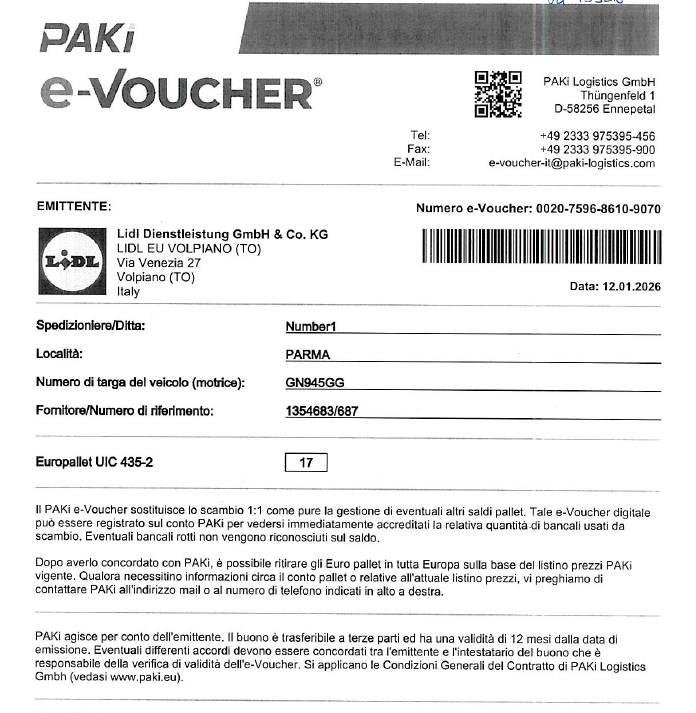 PAKi
e-VOUCHER®
PAKi Logistics GmbH
Thüngenfeld 1
D-58256 Ennepetal
Tel: +49 2333 975395-456
Fax: +49 2333 975395-900
E-Mail: e-voucher-it@paki-logistics.com
EMITTENTE:
Numero e-Voucher: 0020-7596-8610-9070
LIDL
Lidl Dienstleistung GmbH & Co. KG
LIDL EU VOLPIANO (TO)
Via Venezia 27
Volpiano (TO)
Italy
Data: 12.01.2026
Spedizioniere/Ditta: Number1
Località: PARMA
Numero di targa del veicolo (motrice): GN945GG
Fornitore/Numero di riferimento: 1354683/687
Europallet UIC 435-2 17
Il PAKi e-Voucher sostituisce lo scambio 1:1 come pure la gestione di eventuali altri saldi pallet. Tale e-Voucher digitale
può essere registrato sul conto PAKi per vedersi immediatamente accreditati la relativa quantità di bancali usati da
scambio. Eventuali bancali rotti non vengono riconosciuti sul saldo.
Dopo averlo concordato con PAKi, è possibile ritirare gli Euro pallet in tutta Europa sulla base del listino prezzi PAKi
vigente. Qualora necessitino informazioni circa il conto pallet o relative all'attuale listino prezzi, vi preghiamo di
contattare PAKi all'indirizzo mail o al numero di telefono indicati in alto a destra.
PAKi agisce per conto dell'emittente. Il buono è trasferibile a terze parti ed ha una validità di 12 mesi dalla data di
emissione. Eventuali differenti accordi devono essere concordati tra l'emittente e l'intestatario del buono che è
responsabile della verifica di validità dell'e-Voucher. Si applicano le Condizioni Generali del Contratto di PAKi Logistics
Gmbh (vedasi www.paki.eu).